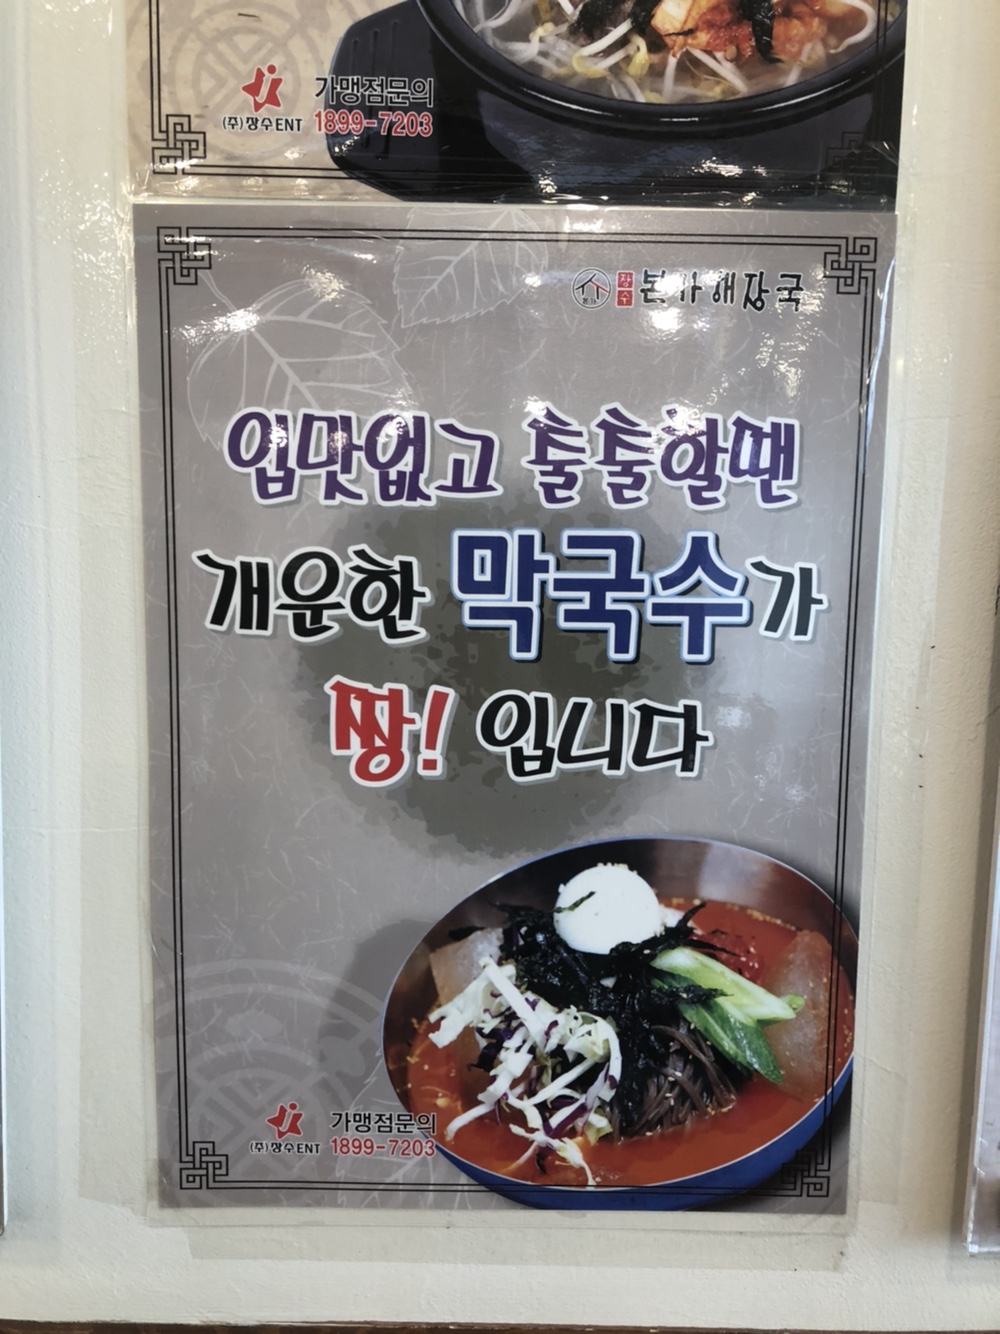 가맹점문의
(주)장수ENT 1899-7203
장수 본가해장국
입맛없고 출출할땐
개운한 막국수가
짱! 입니다
가맹점문의
(주)장수ENT 1899-7203